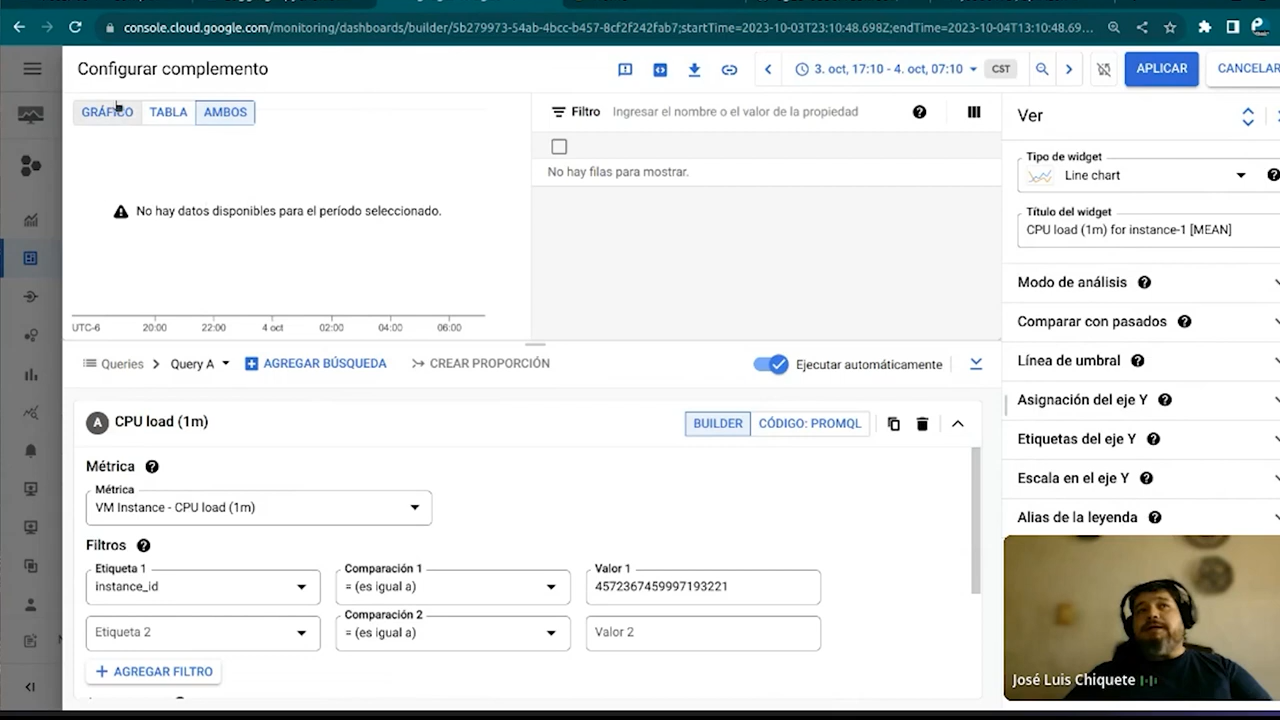 console.cloud.google.com/monitoring/dashboards/builder/5b279973-54ab-4bcc-b457-8cf2f242fab7;startTime=2023-10-03T23:10:48.698Z;endTime=2023-10-04T13:10:48.69...
Configurar complemento
3. oct, 17:10 - 4. oct, 07:10
CST
APLICAR
CANCELAR
GRÁFICO
TABLA
AMBOS
Filtro
Ingresar el nombre o el valor de la propiedad
No hay filas para mostrar.
No hay datos disponibles para el período seleccionado.
UTC-6
20:00
22:00
4 oct
02:00
04:00
06:00
Ver
Tipo de widget
Line chart
Título del widget
CPU load (1m) for instance-1 [MEAN]
Modo de análisis
Comparar con pasados
Línea de umbral
Asignación del eje Y
Etiquetas del eje Y
Escala en el eje Y
Alias de la leyenda
Queries
Query A
AGREGAR BÚSQUEDA
CREAR PROPORCIÓN
Ejecutar automáticamente
A
CPU load (1m)
BUILDER
CÓDIGO: PROMQL
Métrica
Métrica
VM Instance - CPU load (1m)
Filtros
Etiqueta 1
instance_id
Comparación 1
= (es igual a)
Valor 1
4572367459997193221
Etiqueta 2
Comparación 2
= (es igual a)
Valor 2
+ AGREGAR FILTRO
José Luis Chiquete